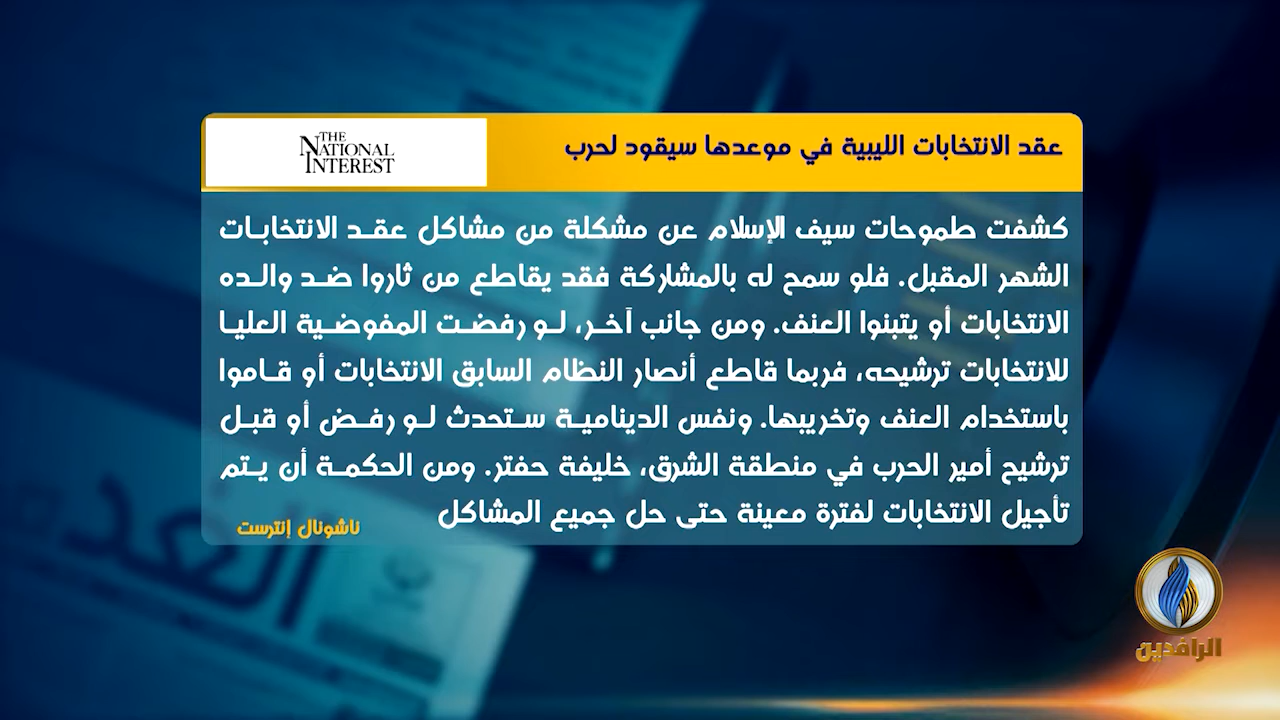 عقد الانتخابات الليبية في موعدها سيقود لحرب
THE
NATIONAL
INTEREST
كشفت طموحات سيف الإسلام عن مشكلة من مشاكل عقد الانتخابات
الشهر المقبل. فلو سمح له بالمشاركة فقد يقاطع من ثاروا ضد والده
الانتخابات أو يتبنوا العنف. ومن جانب آخر، لو رفضت المفوضية العليا
للانتخابات ترشيحه، فربما قاطع أنصار النظام السابق الانتخابات أو قاموا
باستخدام العنف وتخريبها. ونفس الدينامية ستحدث لو رفض أو قبل
ترشيح أمير الحرب في منطقة الشرق، خليفة حفتر. ومن الحكمة أن يتم
تأجيل الانتخابات لفترة معينة حتى حل جميع المشاكل
ناشونال إنترست
الغد
الرافدين